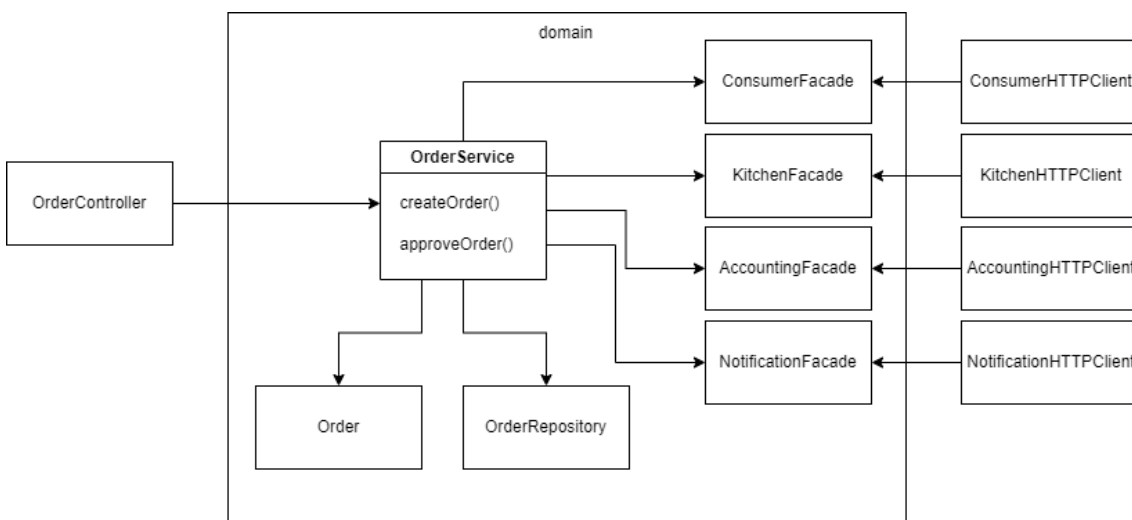 domain
ConsumerFacade
ConsumerHTTPClient
OrderService
KitchenFacade
KitchenHTTPClient
OrderController
createOrder()
approveOrder()
AccountingFacade
AccountingHTTPClient
NotificationFacade
NotificationHTTPClient
Order
OrderRepository